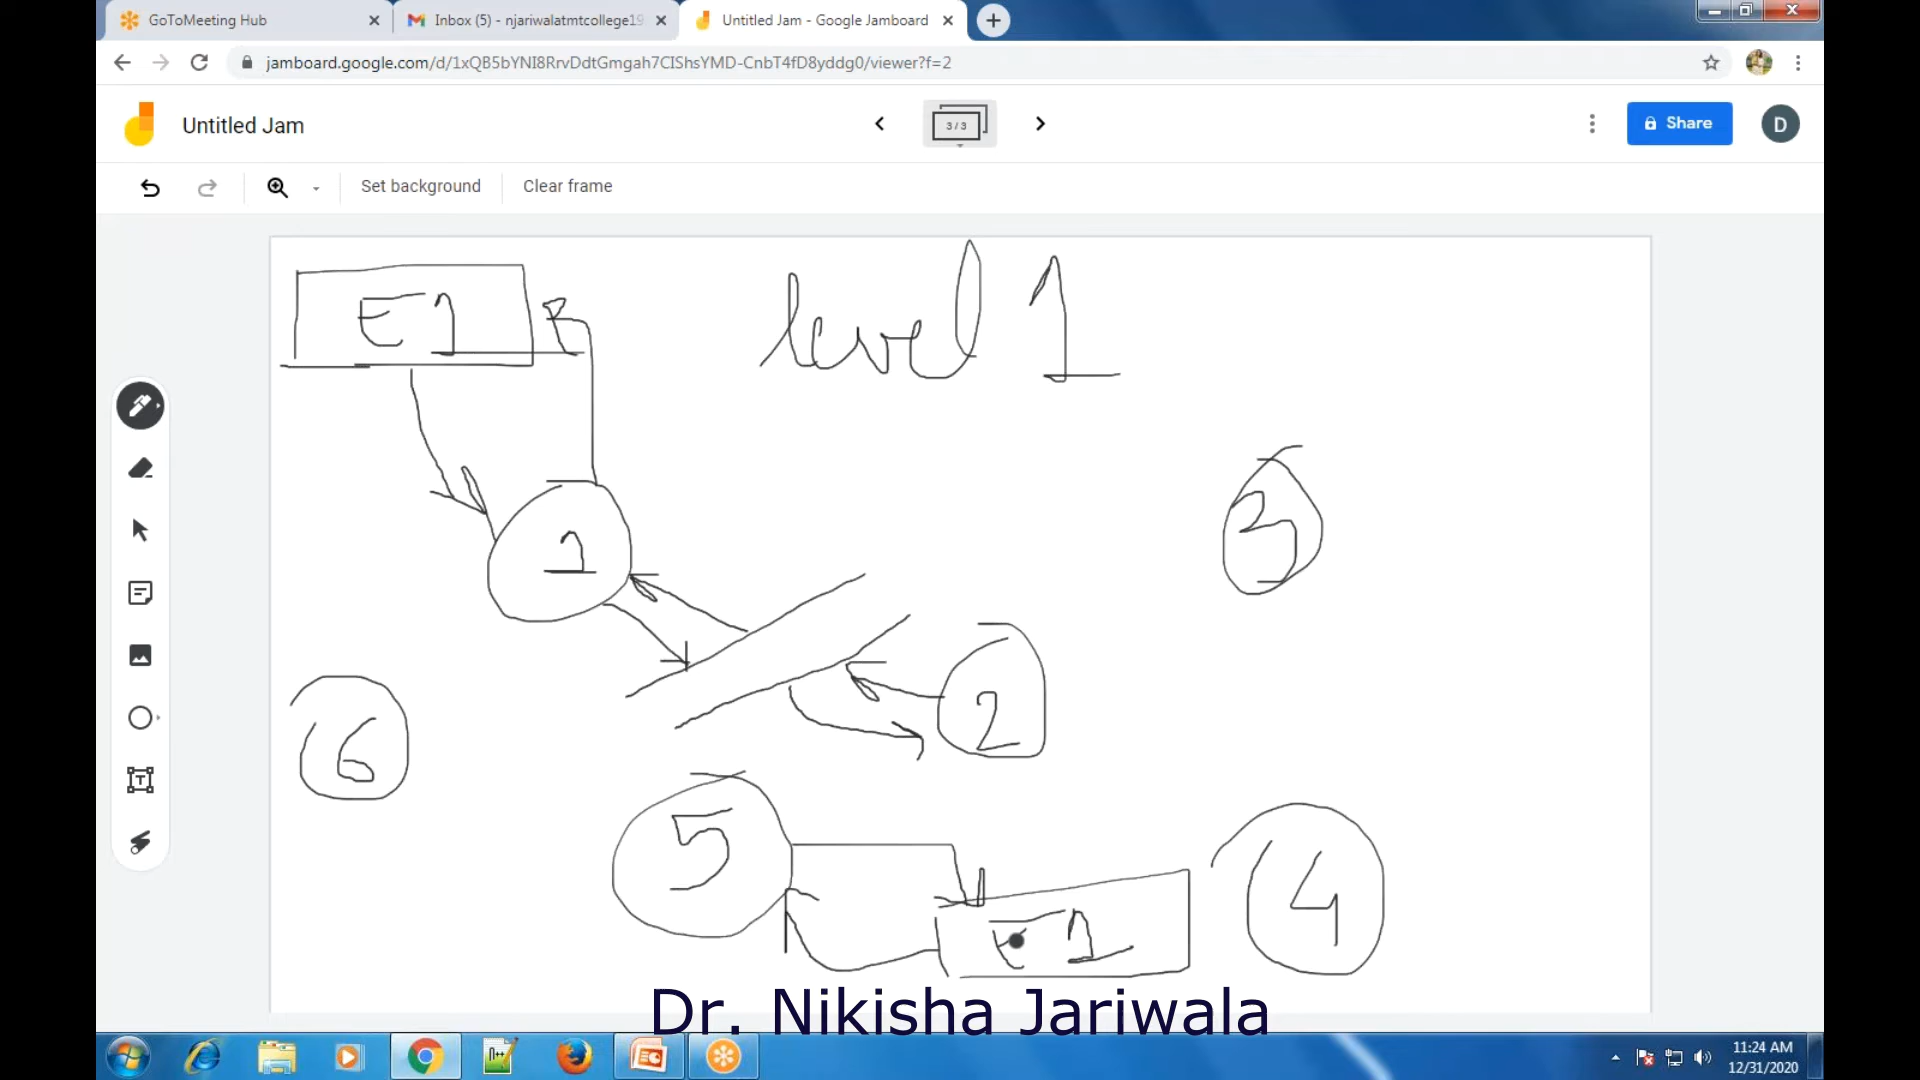 GoToMeeting Hub
Inbox (5) - njariwalatmtcollege19
Untitled Jam - Google Jamboard
jamboard.google.com/d/1xQB5bYNI8RrvDdtGmgah7CIShsYMD-CnbT4fD8yddg0/viewer?f=2
Untitled Jam
3 / 3
Share
D
Set background
Clear frame
E1
level 1
3
1
2
6
5
4
E1
Dr. Nikisha Jariwala
11:24 AM
12/31/2020